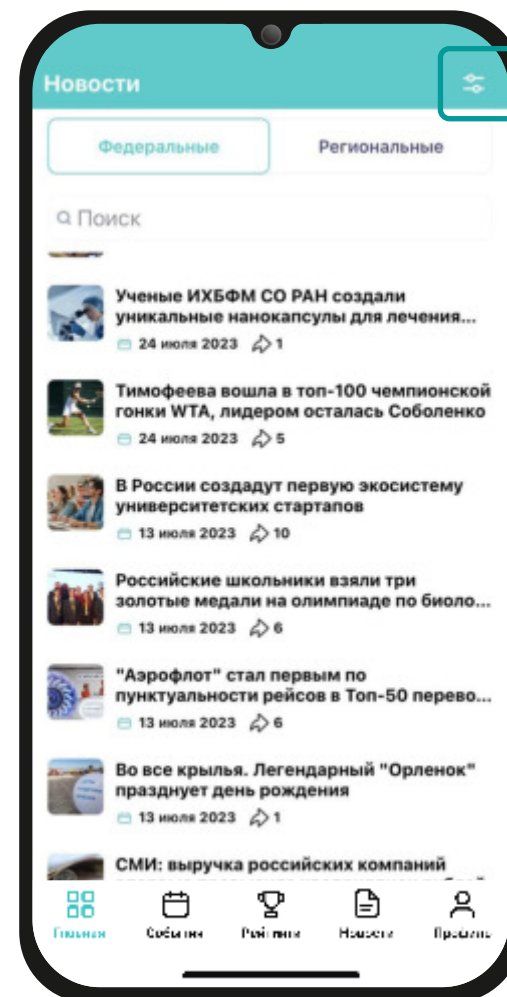 Новости
Федеральные
Региональные
Поиск
Ученые ИХБФМ СО РАН создали
уникальные нанокапсулы для лечения...
24 июля 2023 1
Тимофеева вошла в топ-100 чемпионской
гонки WTA, лидером осталась Соболенко
24 июля 2023 5
В России создадут первую экосистему
университетских стартапов
13 июля 2023 10
Российские школьники взяли три
золотые медали на олимпиаде по биоло...
13 июля 2023 6
"Аэрофлот" стал первым по
пунктуальности рейсов в Топ-50 перево...
13 июля 2023 6
Во все крылья. Легендарный "Орленок"
празднует день рождения
13 июля 2023 1
СМИ: выручка российских компаний
Главная
События
Рейтинги
Новости
Профиль